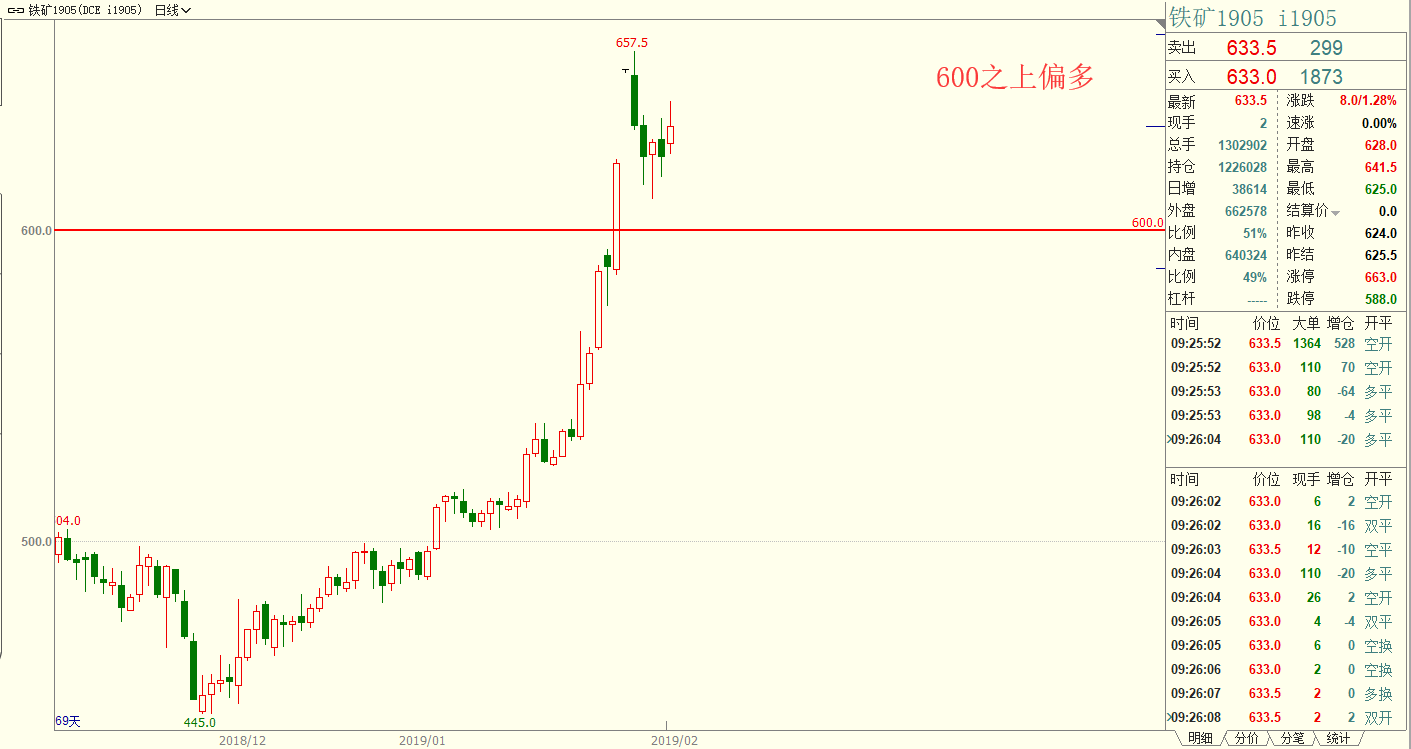 铁矿1905(DCE i1905) 日线
657.5
600之上偏多
600.0
600.0
04.0
500.0
445.0
69天
2018/12 2019/01 2019/02
铁矿1905 i1905
卖出 633.5 299
买入 633.0 1873
最新 633.5 涨跌 8.0/1.28%
现手 2 速涨 0.00%
总手 1302902 开盘 628.0
持仓 1226028 最高 641.5
日增 38614 最低 625.0
外盘 662578 结算价 0.0
比例 51% 昨收 624.0
内盘 640324 昨结 625.5
比例 49% 涨停 663.0
杠杆 ----- 跌停 588.0
时间 价位 大单 增仓 开平
09:25:52 633.5 1364 528 空开
09:25:52 633.0 110 70 空开
09:25:53 633.0 80 -64 多平
09:25:53 633.0 98 -4 多平
09:26:04 633.0 110 -20 多平
时间 价位 现手 增仓 开平
09:26:02 633.0 6 2 空开
09:26:02 633.0 16 -16 双平
09:26:03 633.5 12 -10 空平
09:26:04 633.0 110 -20 多平
09:26:04 633.0 26 2 空开
09:26:05 633.0 4 -4 双平
09:26:05 633.0 6 0 空换
09:26:06 633.0 2 0 空换
09:26:07 633.5 2 0 多换
09:26:08 633.5 2 2 双开
明细 分价 分笔 统计